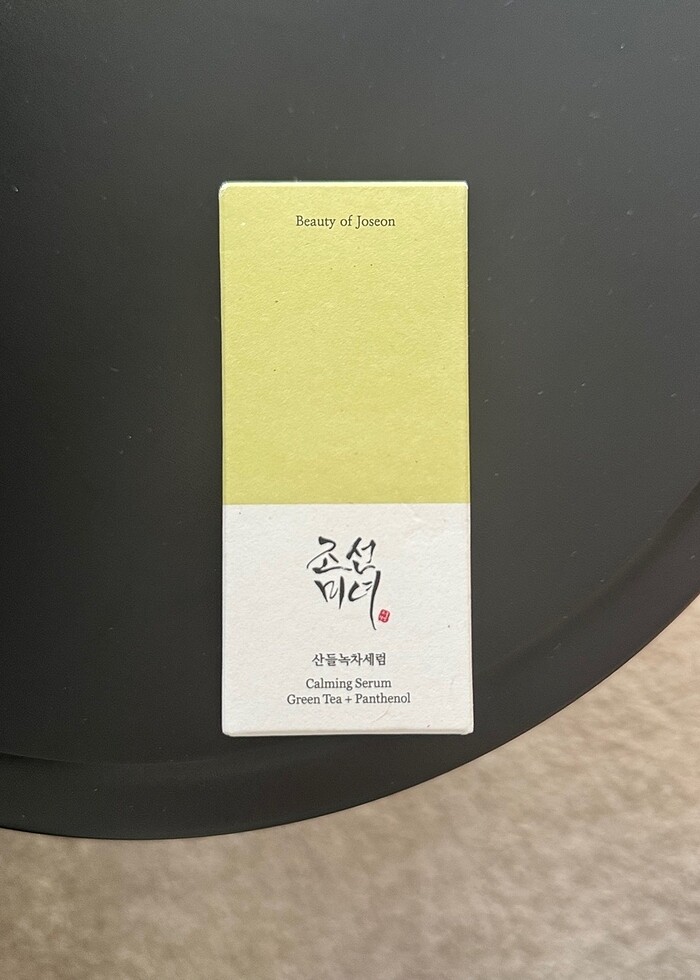 Beauty of Joseon
조선
미녀
산들녹차세럼
Calming Serum
Green Tea + Panthenol